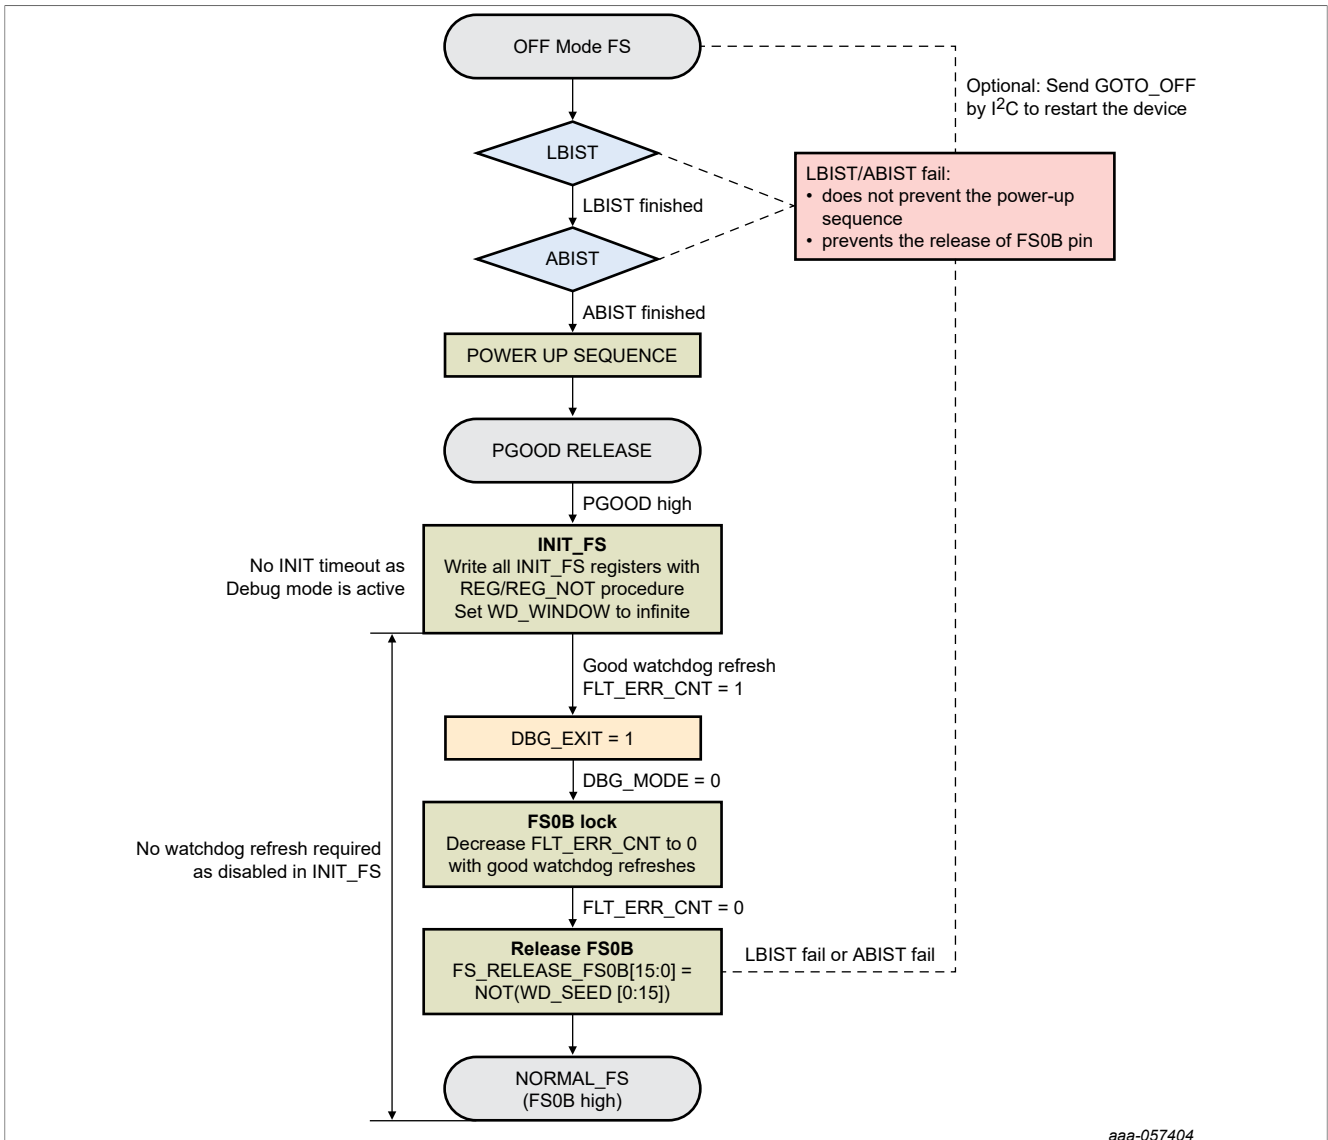 OFF Mode FS
Optional: Send GOTO_OFF
by I²C to restart the device
LBIST
LBIST/ABIST fail:
• does not prevent the power-up
sequence
• prevents the release of FS0B pin
LBIST finished
ABIST
ABIST finished
POWER UP SEQUENCE
PGOOD RELEASE
PGOOD high
No INIT timeout as
Debug mode is active
INIT_FS
Write all INIT_FS registers with
REG/REG_NOT procedure
Set WD_WINDOW to infinite
Good watchdog refresh
FLT_ERR_CNT = 1
DBG_EXIT = 1
DBG_MODE = 0
No watchdog refresh required
as disabled in INIT_FS
FS0B lock
Decrease FLT_ERR_CNT to 0
with good watchdog refreshes
FLT_ERR_CNT = 0
Release FS0B
FS_RELEASE_FS0B[15:0] =
NOT(WD_SEED [0:15])
LBIST fail or ABIST fail
NORMAL_FS
(FS0B high)
aaa-057404